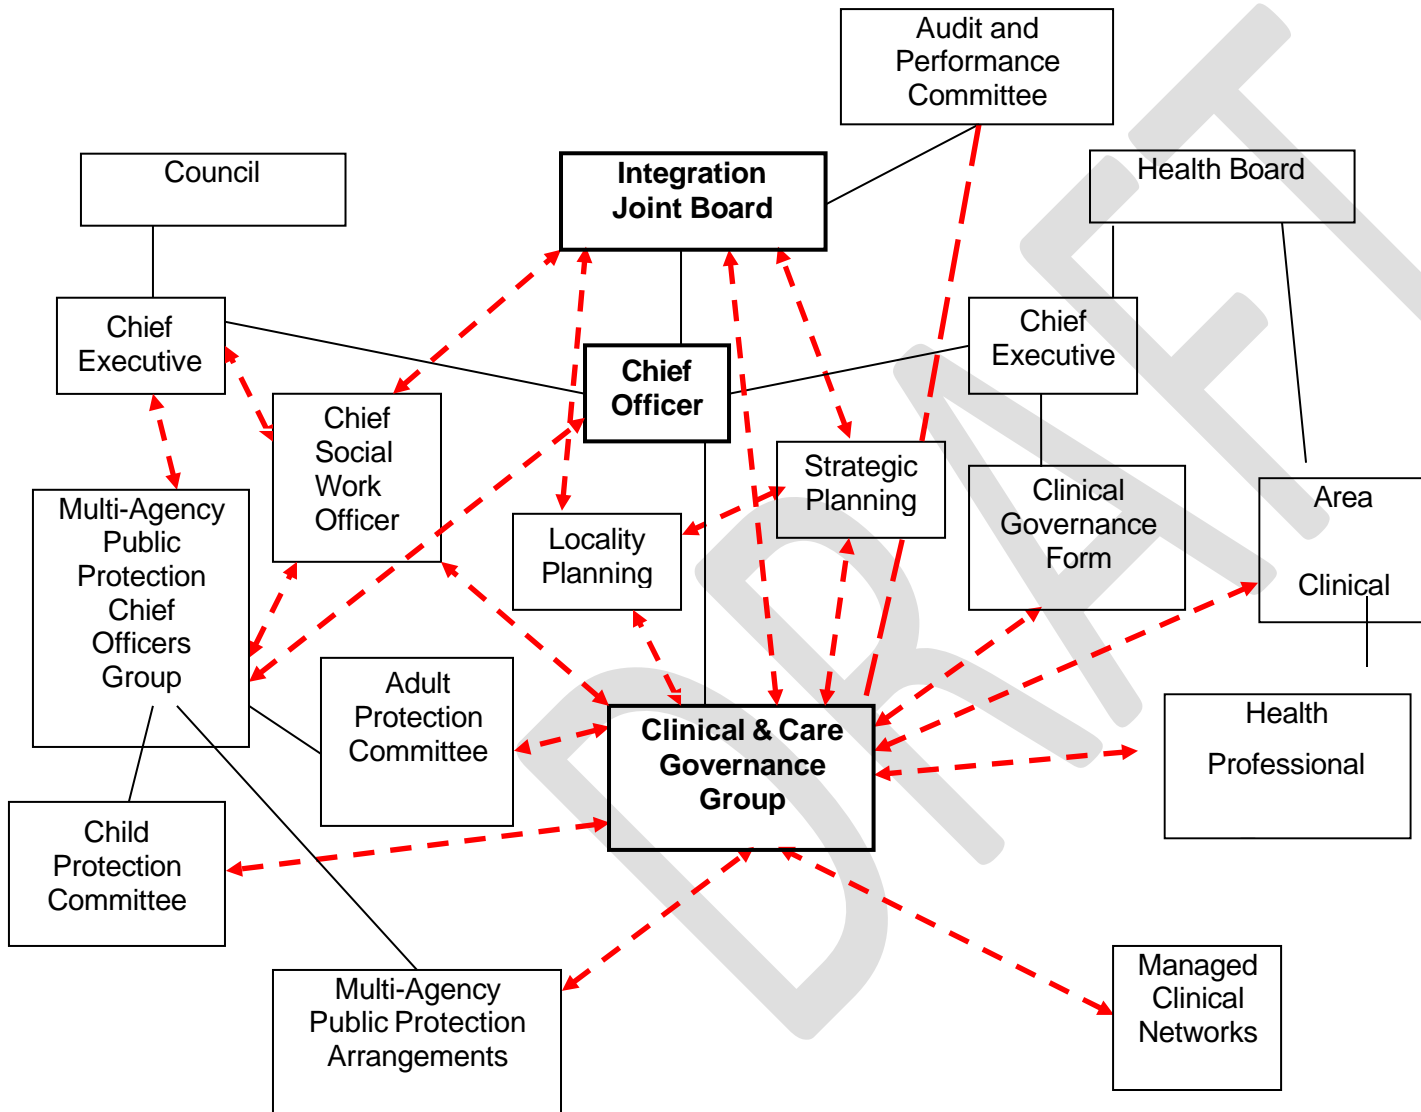 Audit and
Performance
Committee
Council
Integration
Joint Board
Health Board
Chief
Executive
Chief
Officer
Chief
Executive
Chief
Social
Work
Officer
Strategic
Planning
Clinical
Governance
Form
Area
Clinical
Multi-Agency
Public
Protection
Chief
Officers
Group
Locality
Planning
Adult
Protection
Committee
Clinical & Care
Governance
Group
Health
Professional
Child
Protection
Committee
Multi-Agency
Public Protection
Arrangements
Managed
Clinical
Networks
DRAFT